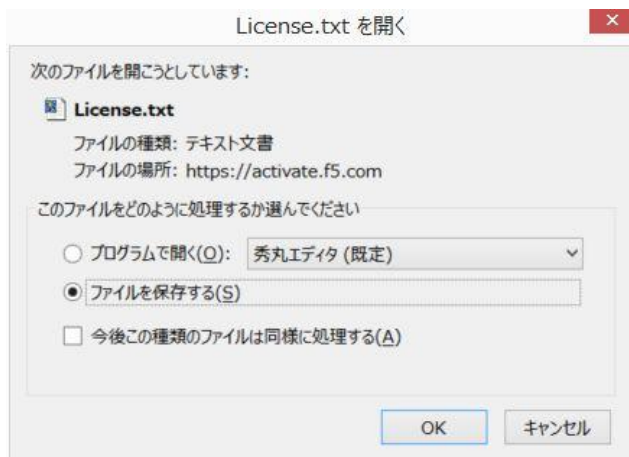 License.txt を開く
次のファイルを開こうとしています:
License.txt
ファイルの種類: テキスト文書
ファイルの場所: https://activate.f5.com
このファイルをどのように処理するか選んでください
プログラムで開く(O): 秀丸エディタ (既定)
ファイルを保存する(S)
今後この種類のファイルは同様に処理する(A)
OK キャンセル